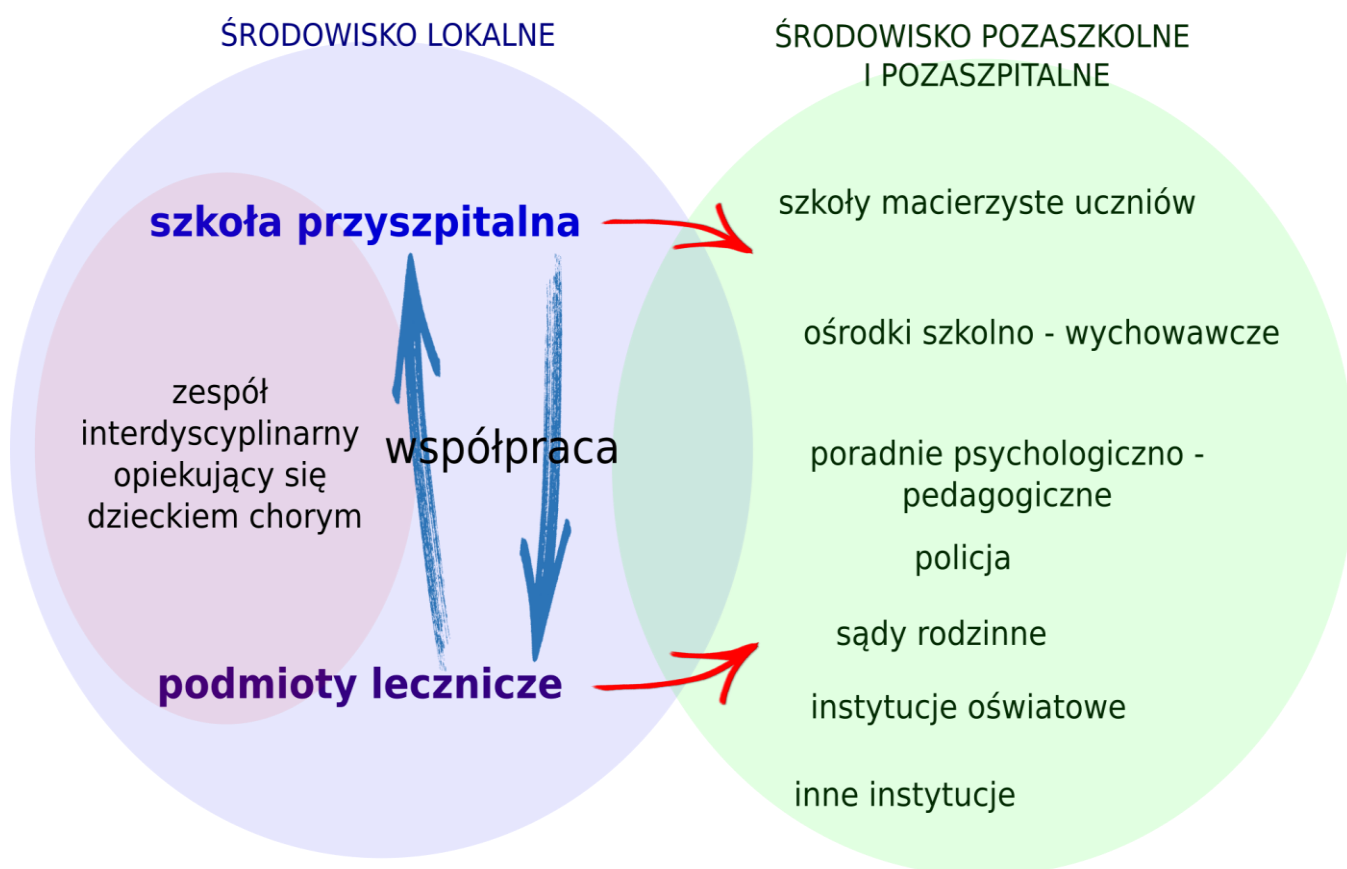 ŚRODOWISKO LOKALNE
szkoła przyszpitalna
zespół
interdyscyplinarny
opiekujący się
dzieckiem chorym
współpraca
podmioty lecznicze
ŚRODOWISKO POZASZKOLNE
I POZASZPITALNE
szkoły macierzyste uczniów
ośrodki szkolno - wychowawcze
poradnie psychologiczno -
pedagogiczne
policja
sądy rodzinne
instytucje oświatowe
inne instytucje